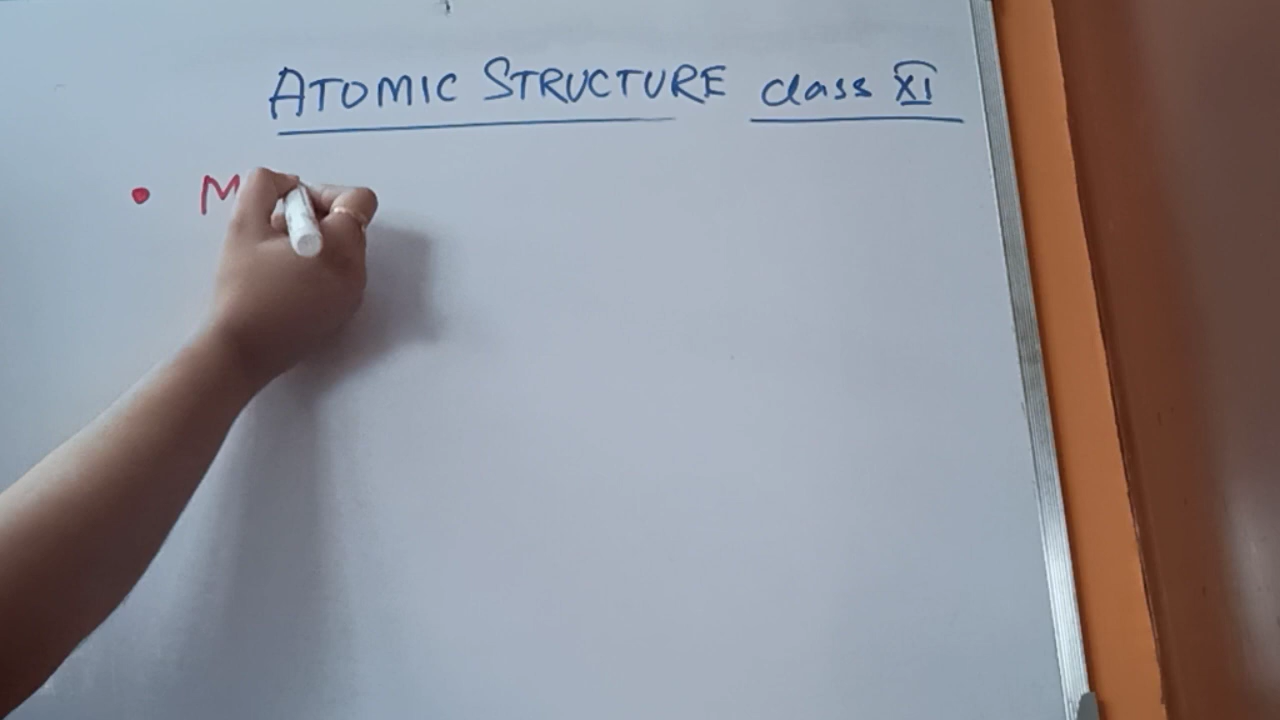 ATOMIC STRUCTURE class XI
• M